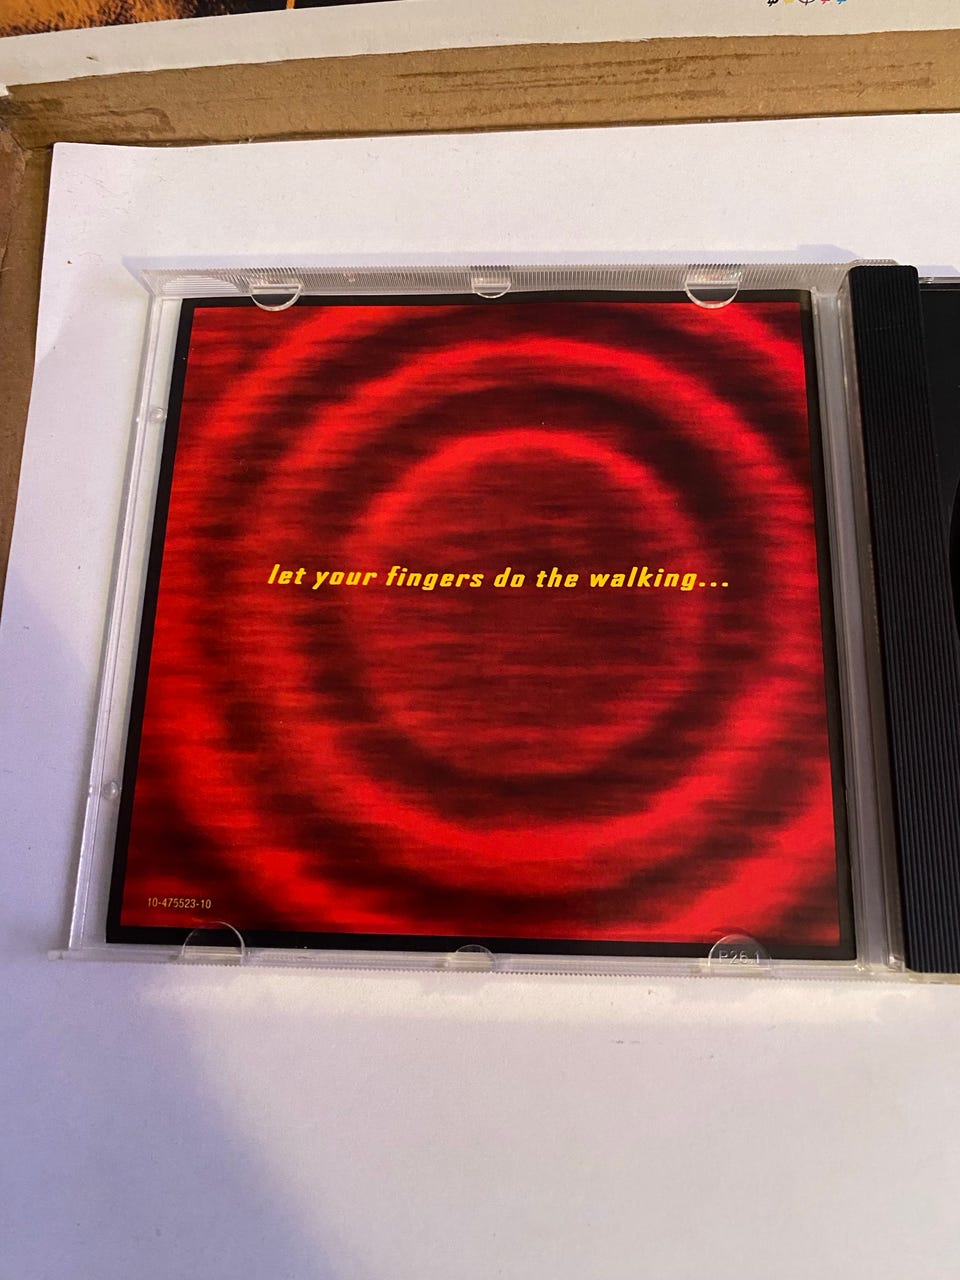 let your fingers do the walking...
10-475523-10
P26.1